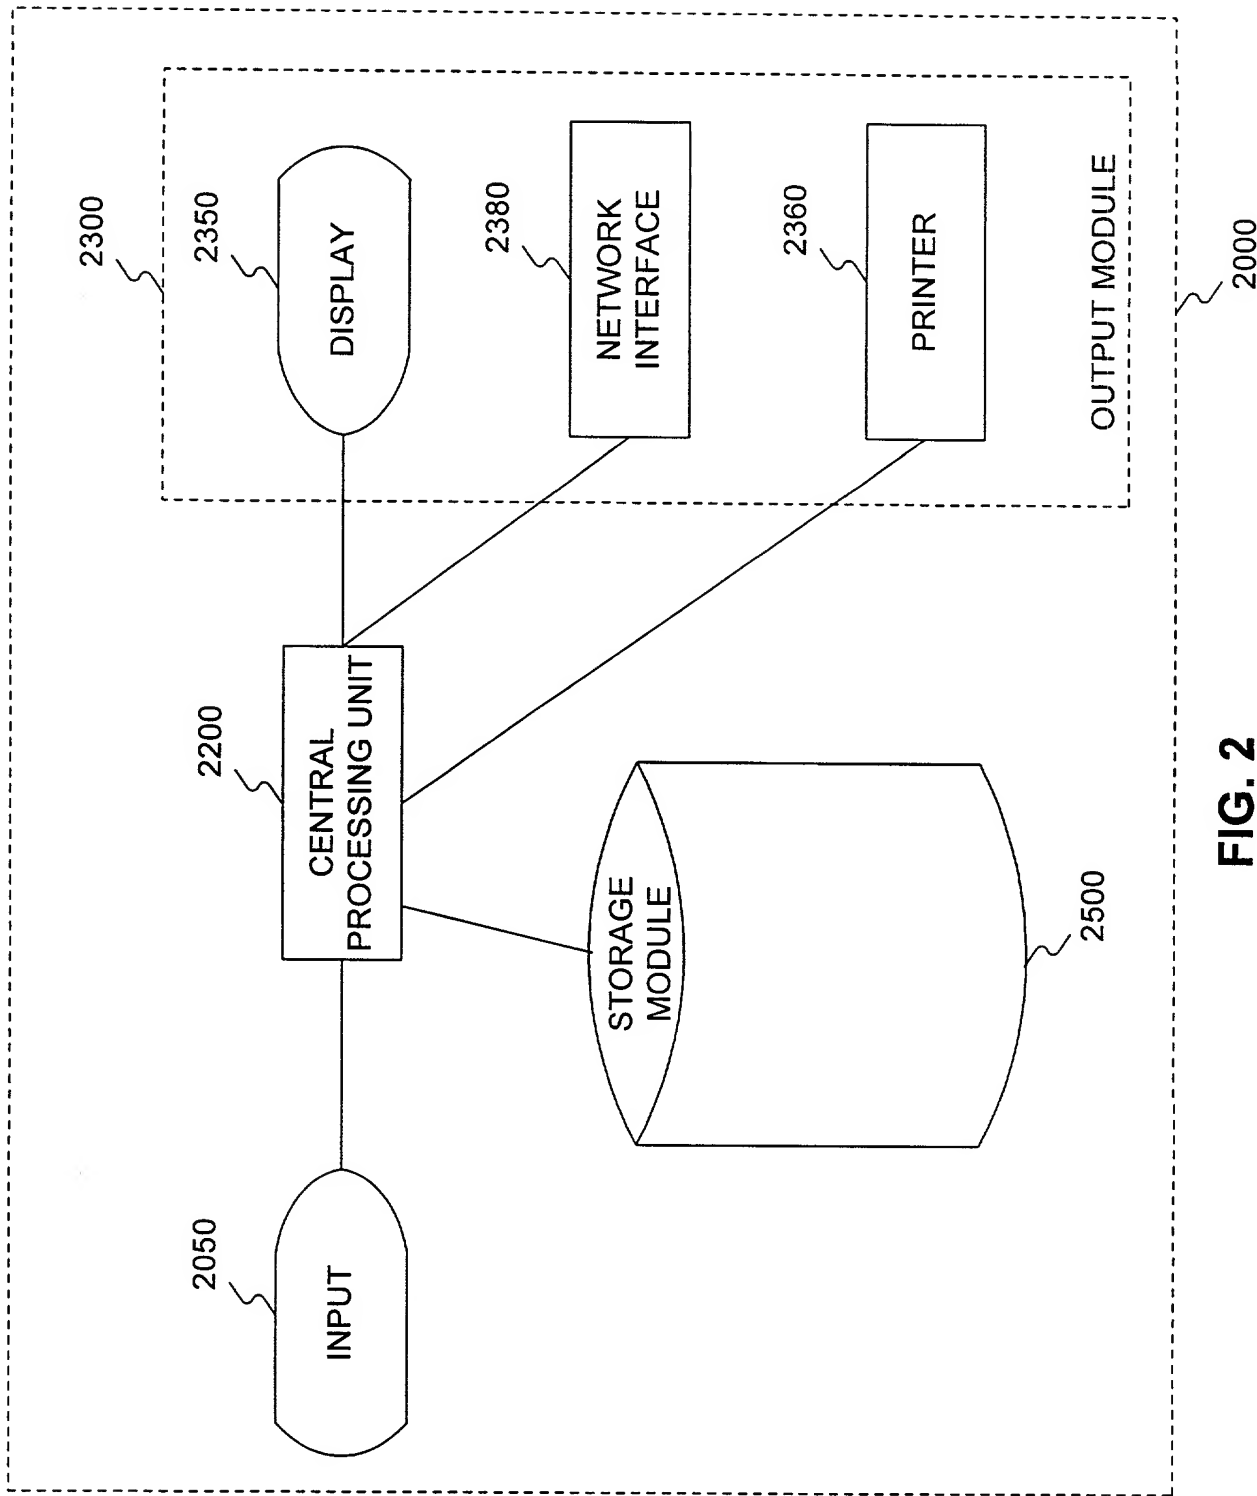 2300
2350
DISPLAY
2380
NETWORK
INTERFACE
2360
PRINTER
OUTPUT MODULE
2000
2200
CENTRAL
PROCESSING UNIT
STORAGE
MODULE
2500
2050
INPUT
FIG. 2